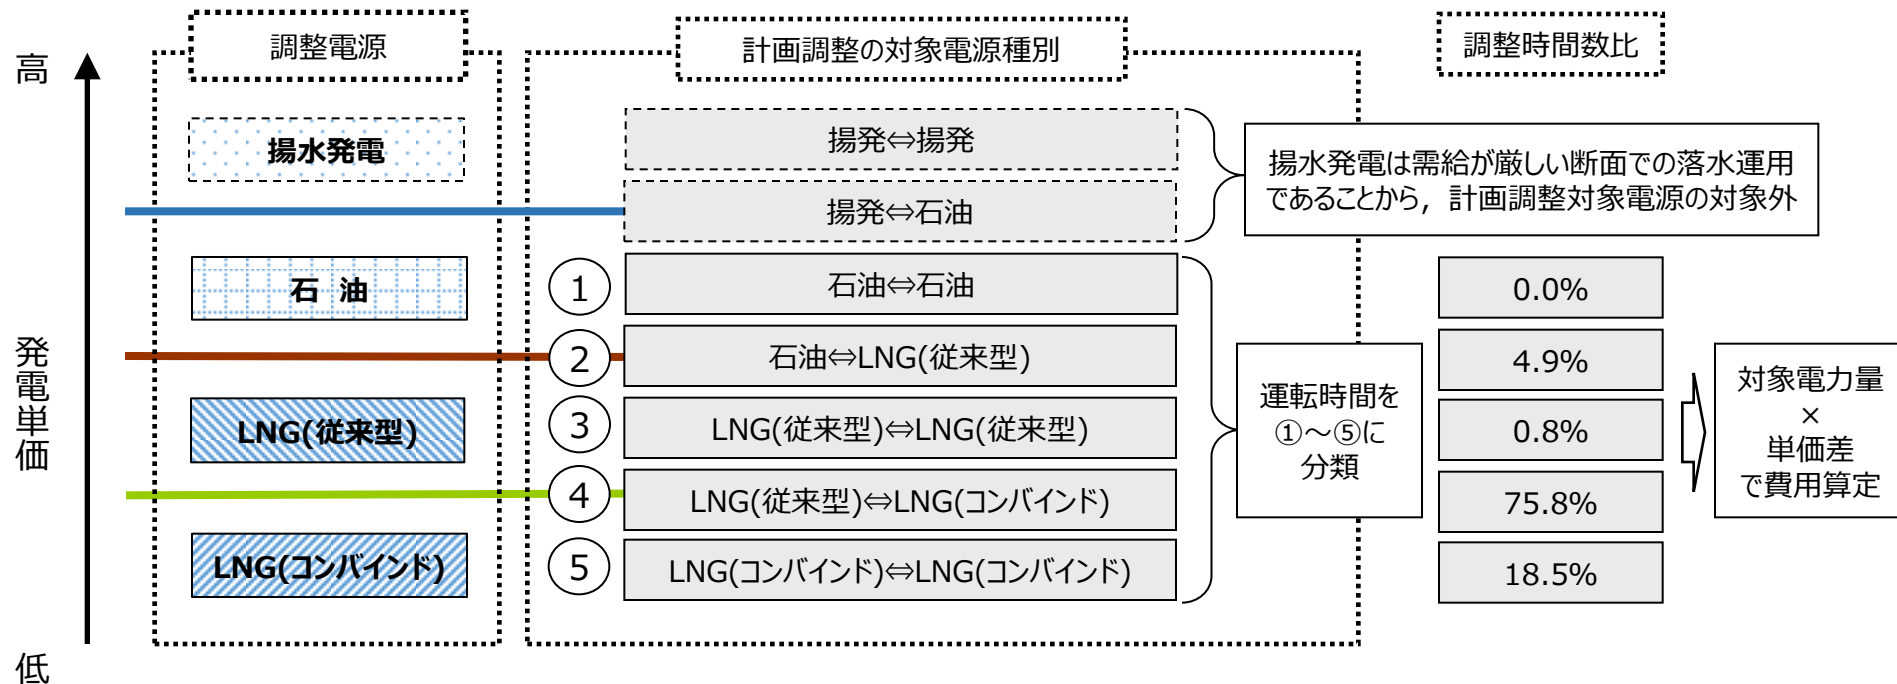 調整電源
計画調整の対象電源種別
調整時間数比
高
発電単価
低
揚水発電
石 油
LNG(従来型)
LNG(コンバインド)
揚発⇔揚発
揚発⇔石油
揚水発電は需給が厳しい断面での落水運用
であることから, 計画調整対象電源の対象外
①
石油⇔石油
0.0%
②
石油⇔LNG(従来型)
4.9%
③
LNG(従来型)⇔LNG(従来型)
0.8%
④
LNG(従来型)⇔LNG(コンバインド)
75.8%
⑤
LNG(コンバインド)⇔LNG(コンバインド)
18.5%
運転時間を
①～⑤に
分類
対象電力量
×
単価差
で費用算定